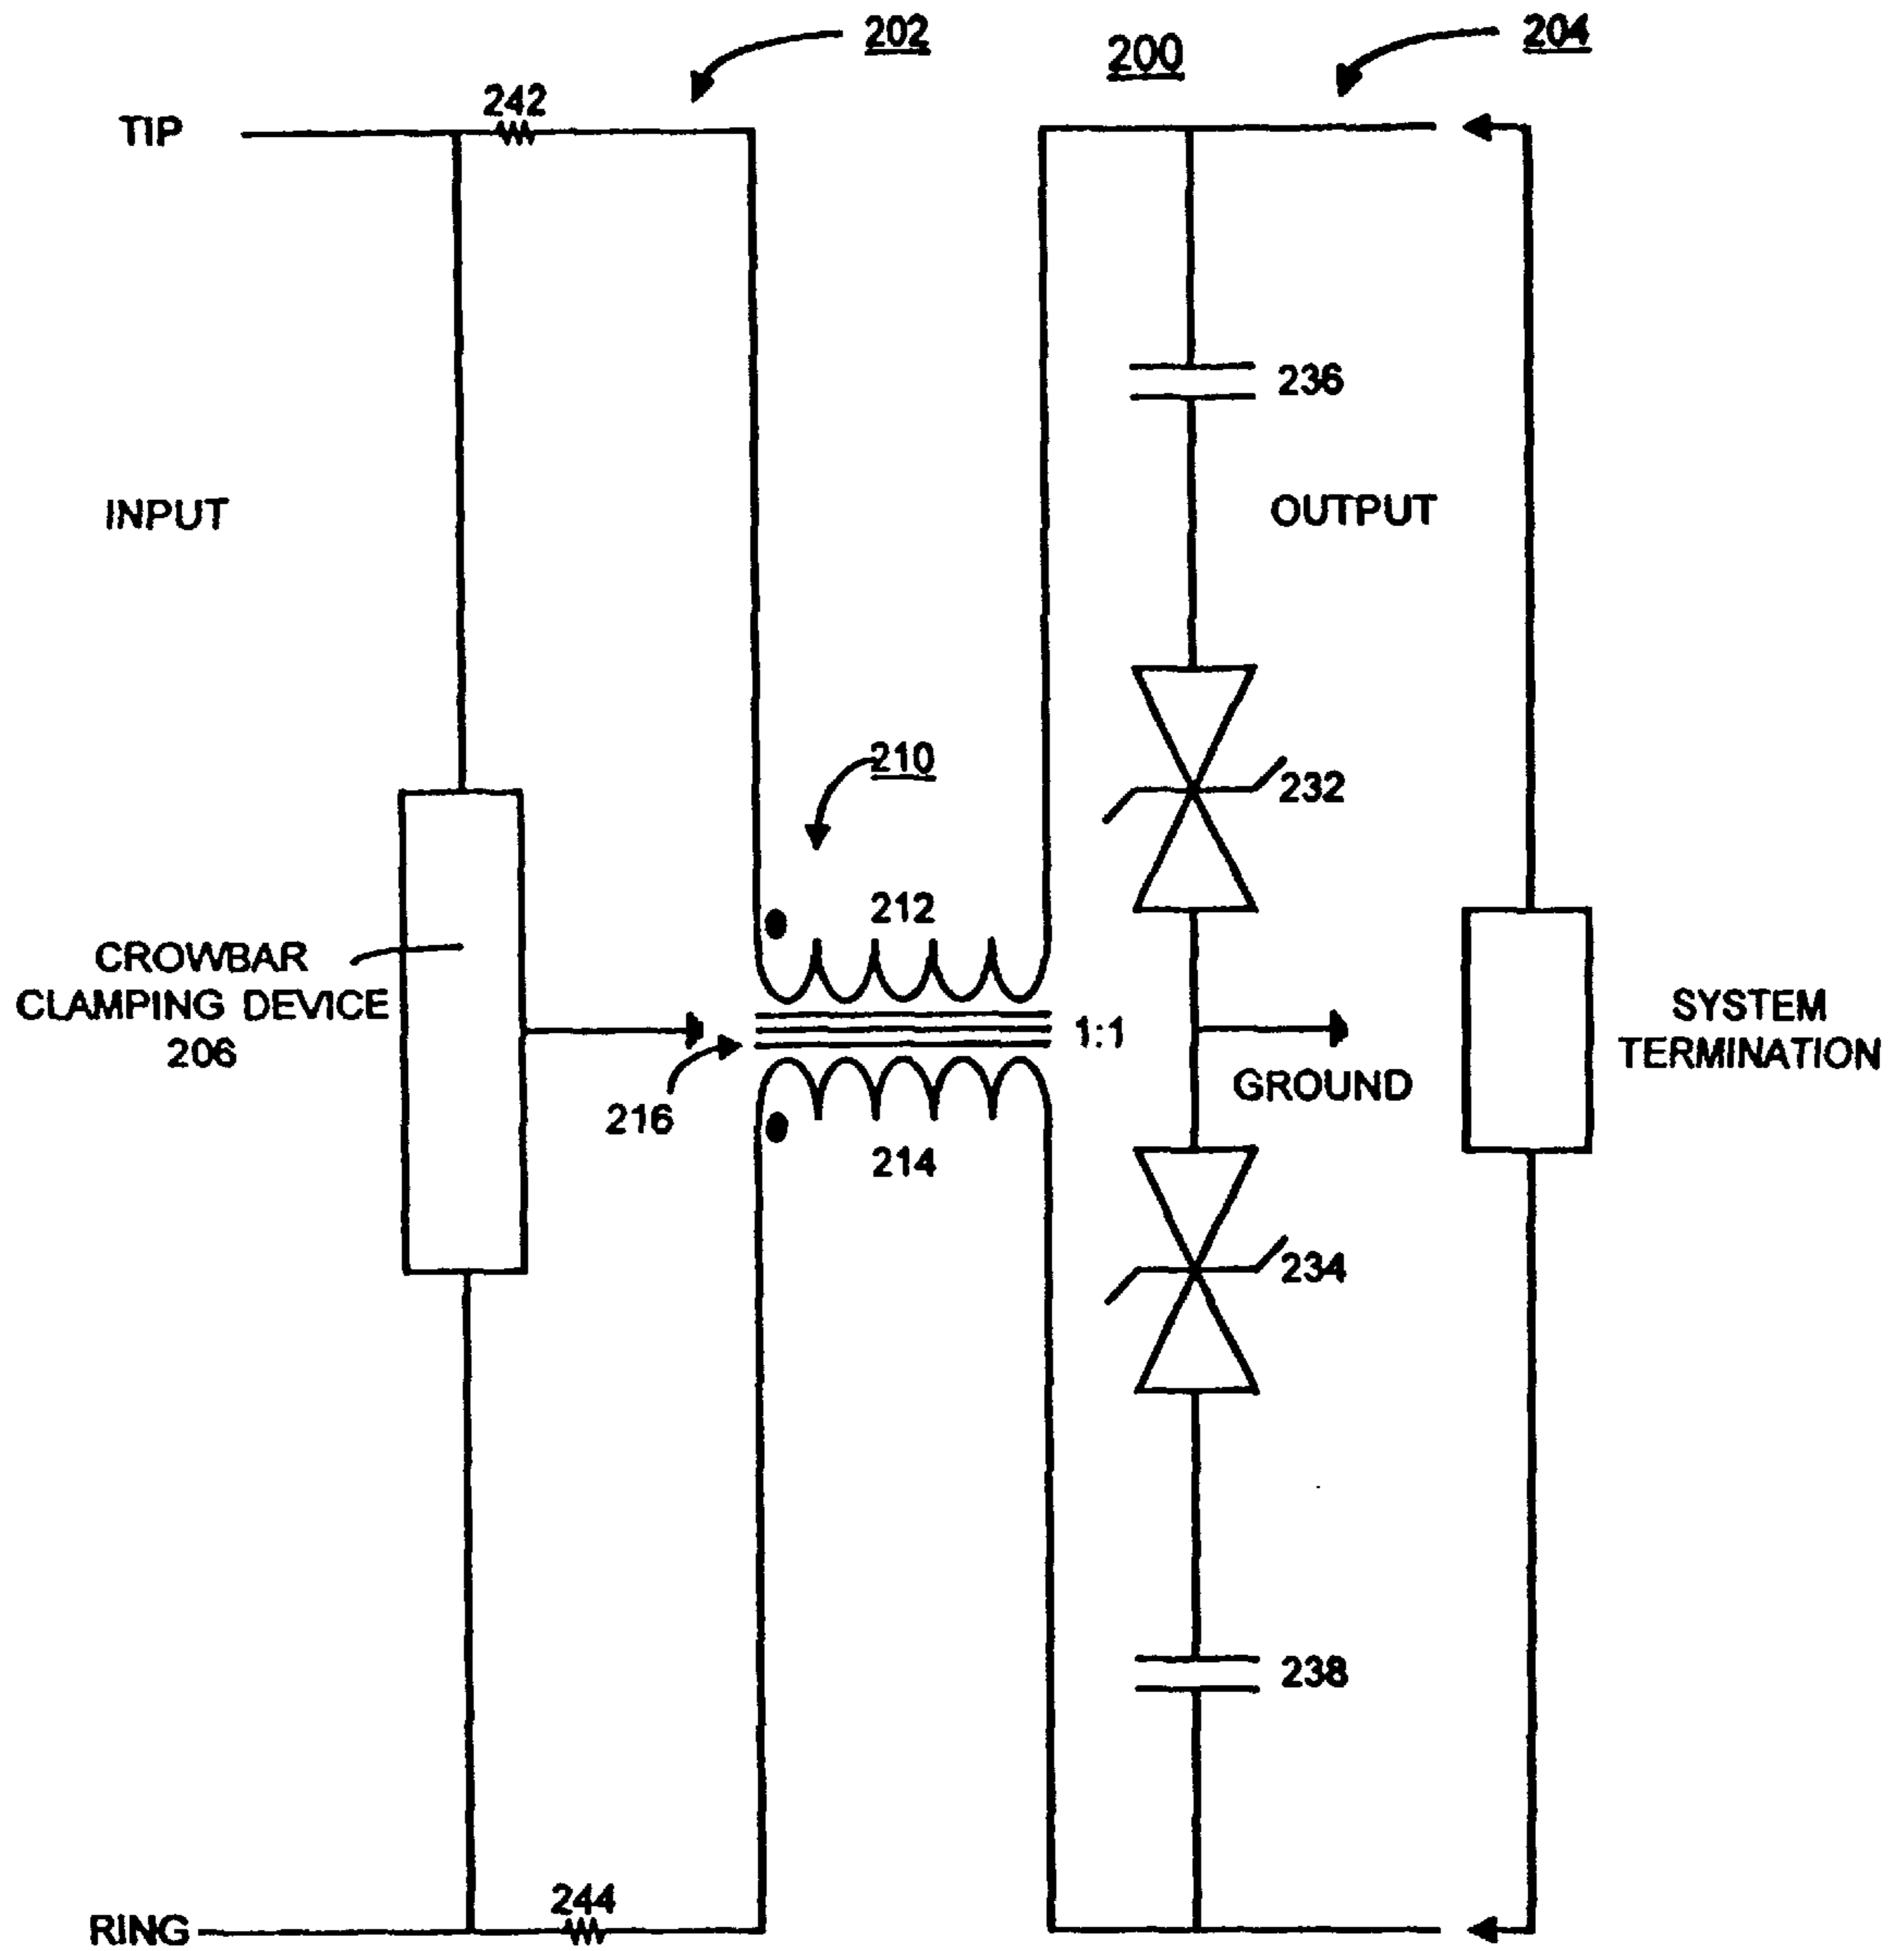 202
200
204
242
TIP
236
INPUT
OUTPUT
210
232
212
CROWBAR
CLAMPING DEVICE
206
1:1
SYSTEM
TERMINATION
GROUND
216
214
234
238
244
RING